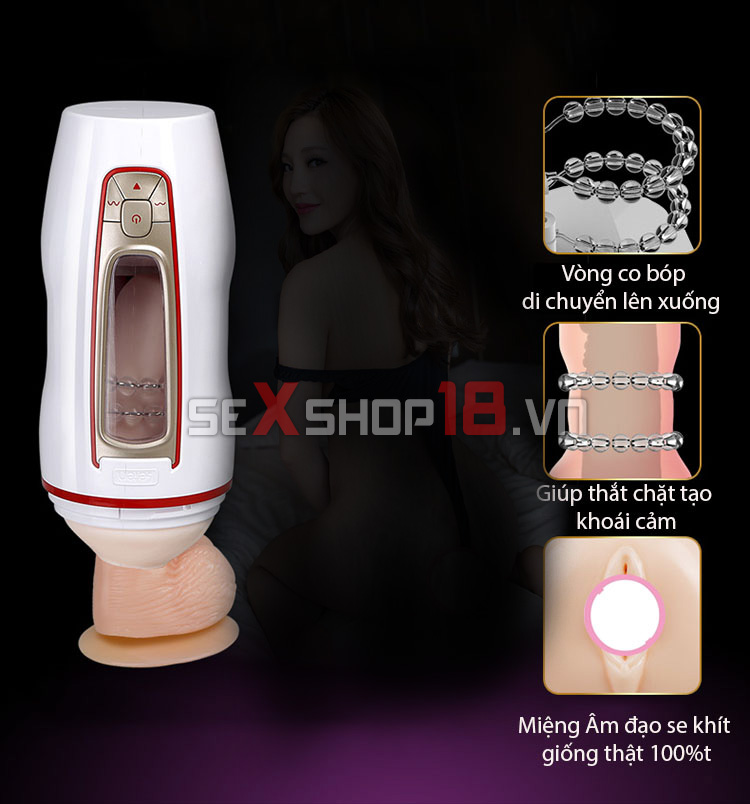 Vòng co bóp
di chuyển lên xuống
SEXSHOP18.VN
Giúp thắt chặt tạo
khoái cảm
Miệng Âm đạo se khít
giống thật 100%t